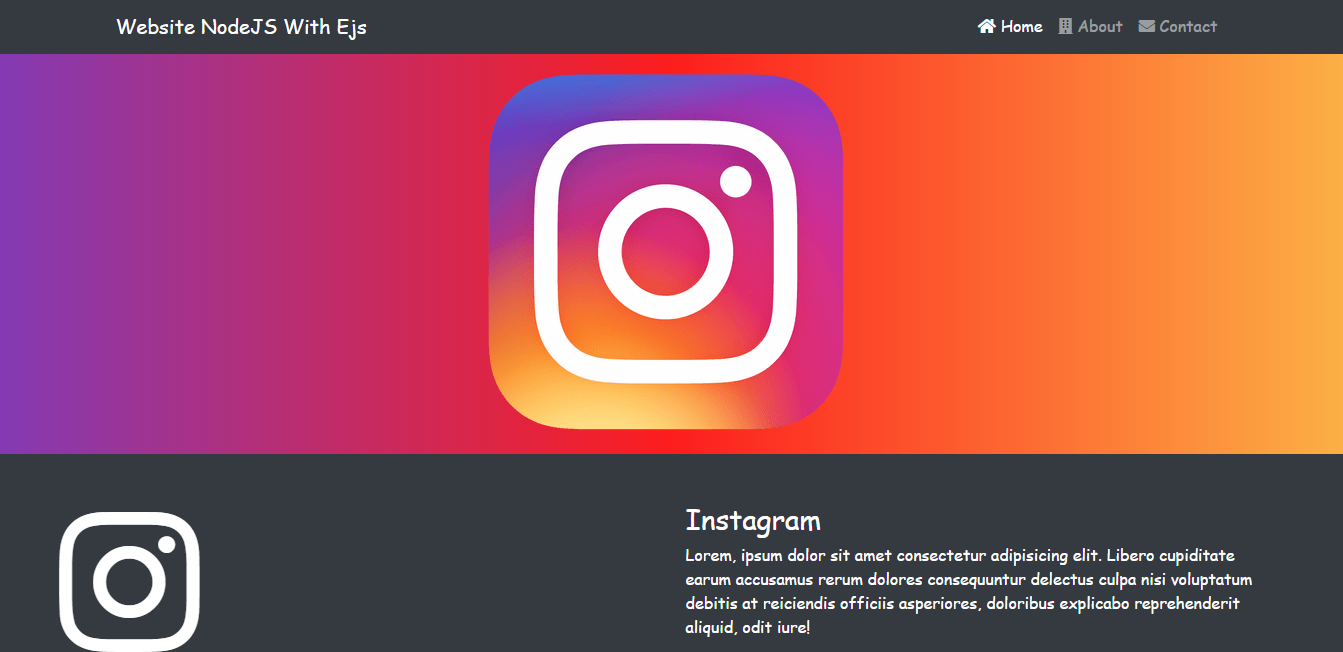 Website NodeJS With Ejs
Home About Contact
Instagram
Lorem, ipsum dolor sit amet consectetur adipisicing elit. Libero cupiditate
earum accusamus rerum dolores consequuntur delectus culpa nisi voluptatum
debitis at reiciendis officiis asperiores, doloribus explicabo reprehenderit
aliquid, odit iure!